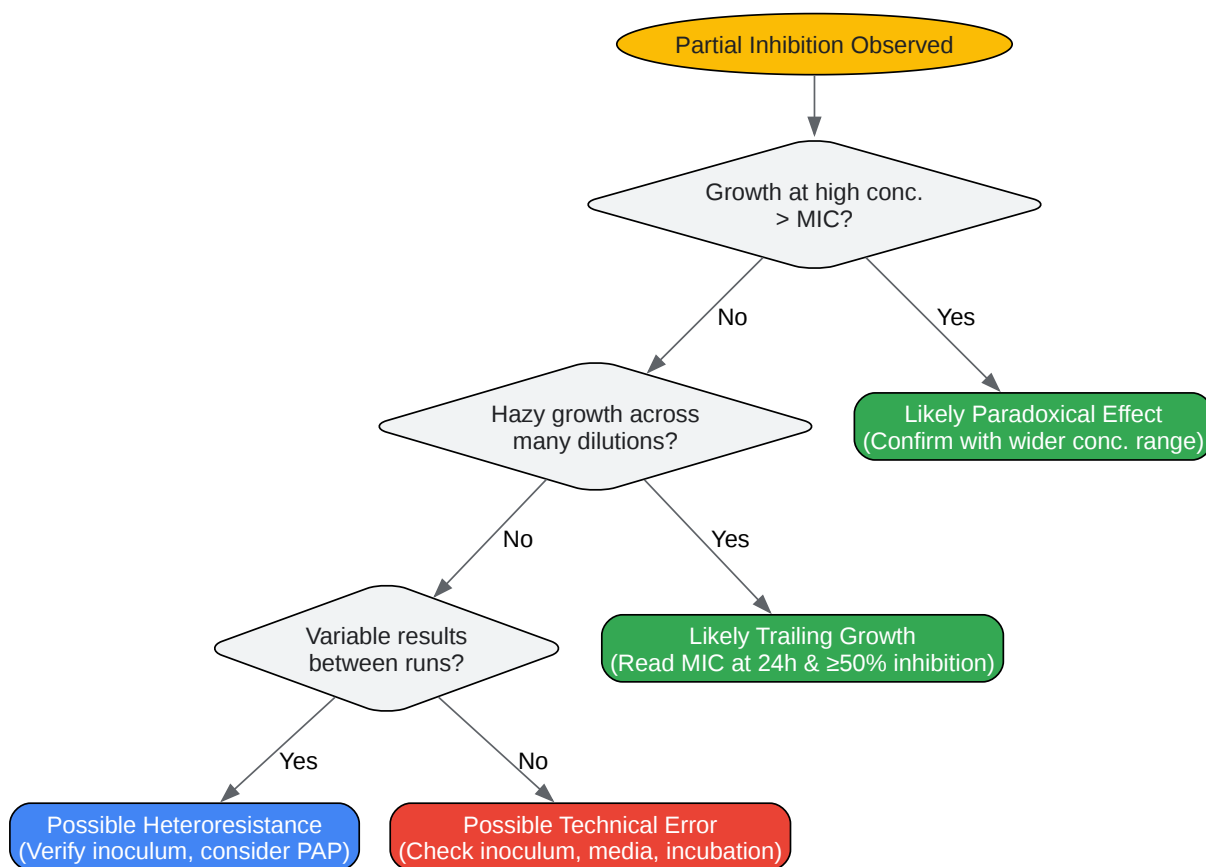 Partial Inhibition Observed
Growth at high conc.
> MIC?
No
Yes
Hazy growth across
many dilutions?
Likely Paradoxical Effect
(Confirm with wider conc. range)
No
Yes
Variable results
between runs?
Likely Trailing Growth
(Read MIC at 24h & ≥50% inhibition)
Yes
No
Possible Heteroresistance
(Verify inoculum, consider PAP)
Possible Technical Error
(Check inoculum, media, incubation)